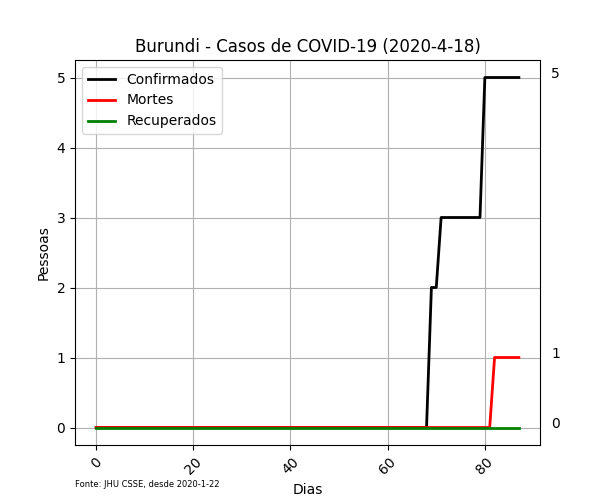 Burundi - Casos de COVID-19 (2020-4-18)
Confirmados
Mortes
Recuperados
Pessoas
5
4
3
2
1
0
5
1
0
0
20
40
60
80
Dias
Fonte: JHU CSSE, desde 2020-1-22